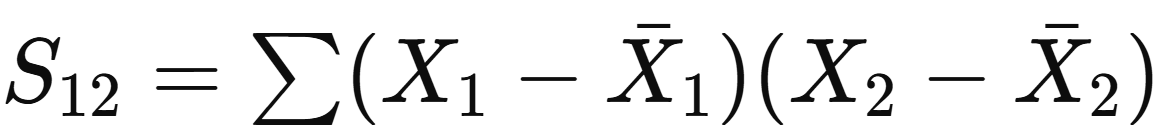 S₁₂ = ∑(X₁ − X̄₁)(X₂ − X̄₂)